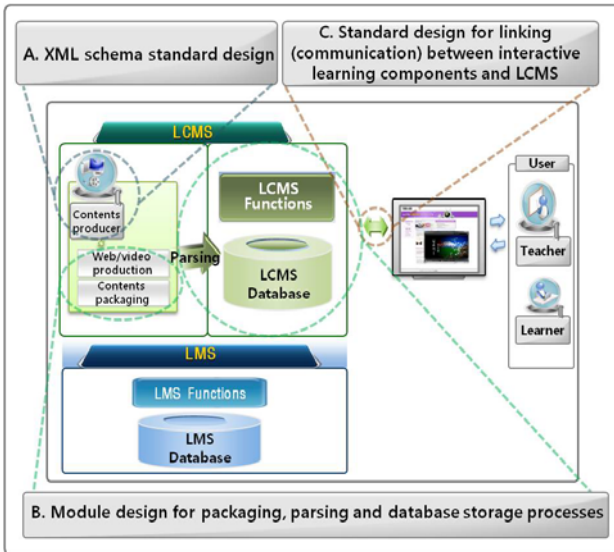 A. XML schema standard design
C. Standard design for linking
(communication) between interactive
learning components and LCMS
LCMS
Contents
producer
Web/video
production
Contents
packaging
Parsing
LCMS
Functions
LCMS
Database
User
Teacher
Learner
LMS
LMS Functions
LMS
Database
B. Module design for packaging, parsing and database storage processes